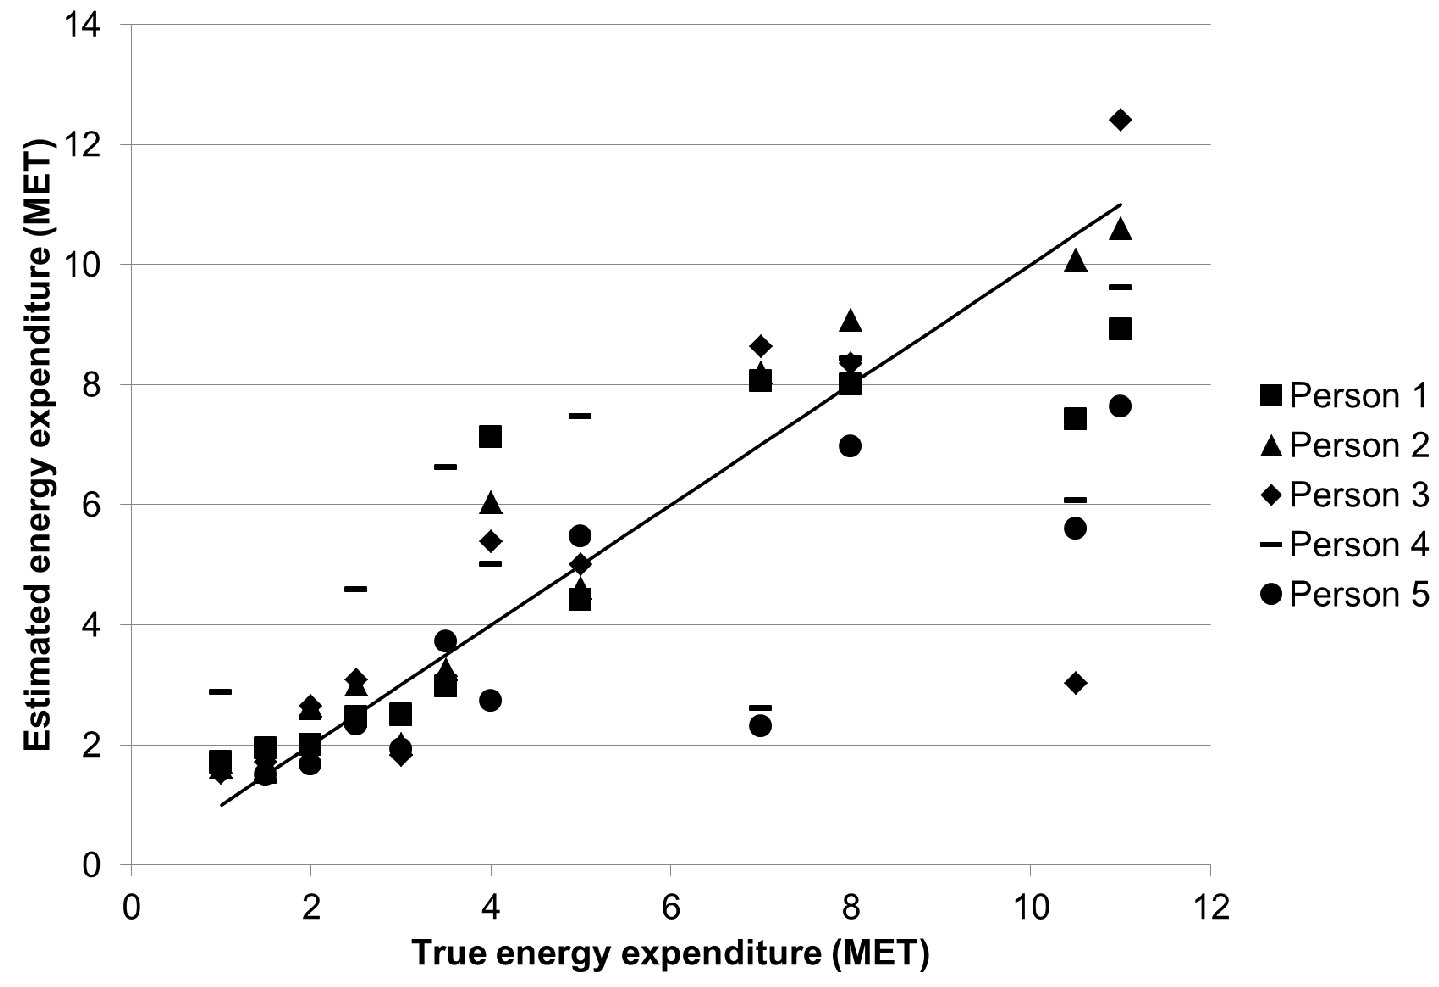 14
12
10
8
6
4
2
0
Estimated energy expenditure (MET)
0 2 4 6 8 10 12
True energy expenditure (MET)
Person 1
Person 2
Person 3
Person 4
Person 5